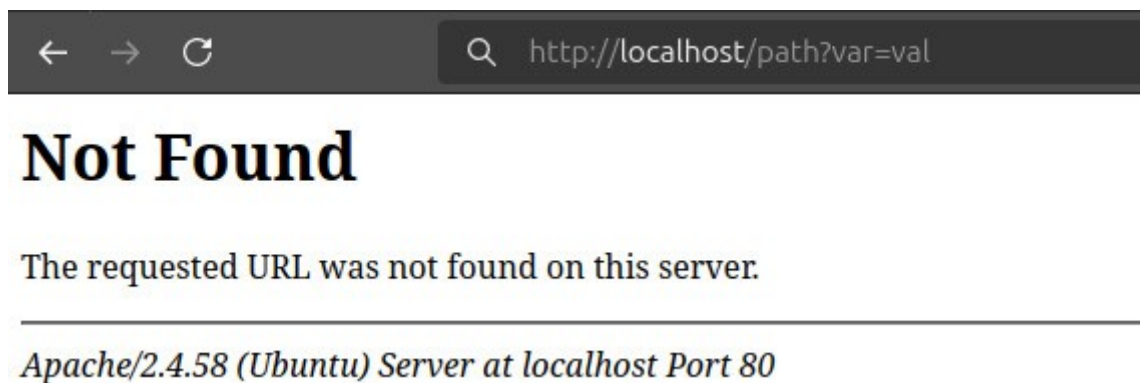 http://localhost/path?var=val
Not Found
The requested URL was not found on this server.
Apache/2.4.58 (Ubuntu) Server at localhost Port 80